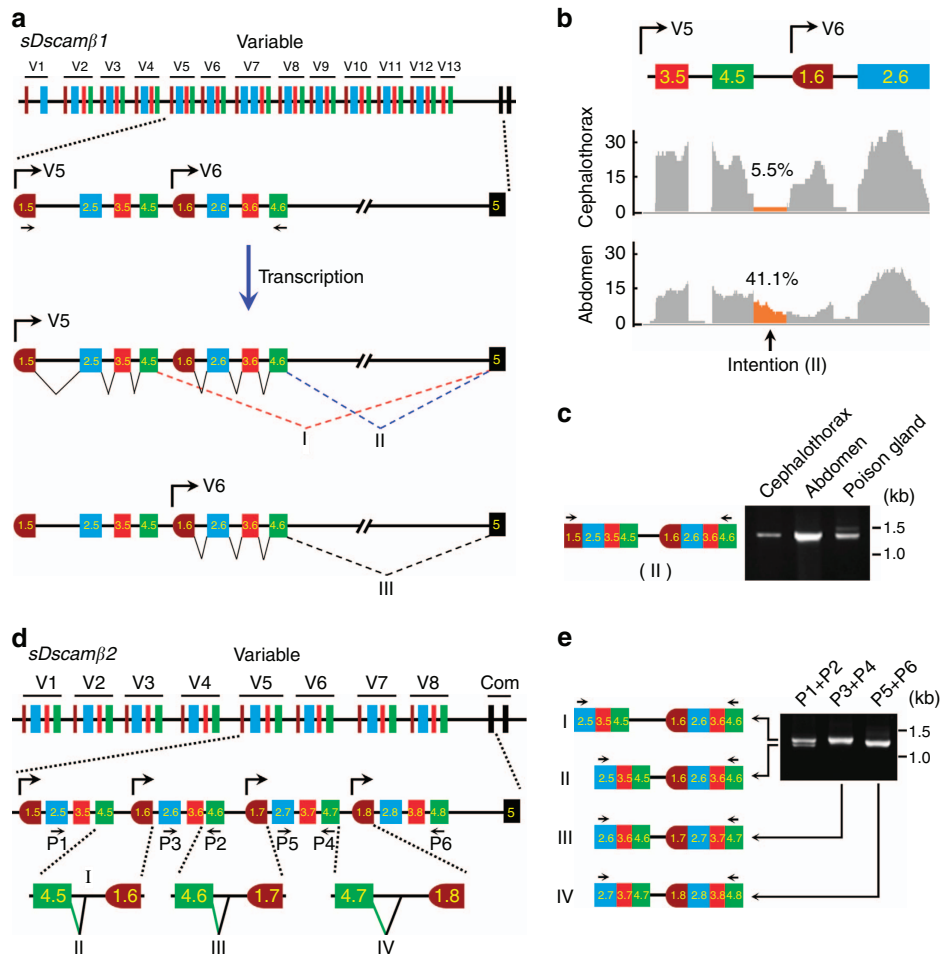 a
sDscamβ1 Variable
V1 V2 V3 V4 V5 V6 V7 V8 V9 V10 V11 V12 V13
V5 V6
1.5 2.5 3.5 4.5 1.6 2.6 3.6 4.6 5
Transcription
V5
1.5 2.5 3.5 4.5 1.6 2.6 3.6 4.6 5
I II
V6
1.5 2.5 3.5 4.5 1.6 2.6 3.6 4.6 5
III
b
V5 V6
3.5 4.5 1.6 2.6
Cephalothorax
30
15
0
5.5%
Abdomen
30
15
0
41.1%
Intention (II)
c
Cephalothorax
Abdomen
Poison gland
(kb)
1.5
1.0
1.5 2.5 3.5 4.5 1.6 2.6 3.6 4.6
(II)
d
sDscamβ2 Variable
V1 V2 V3 V4 V5 V6 V7 V8 Com
1.5 2.5 3.5 4.5 1.6 2.6 3.6 4.6 1.7 2.7 3.7 4.7 1.8 2.8 3.8 4.8 5
P1 P3 P2 P5 P4 P6
4.5 I 1.6 4.6 1.7 4.7 1.8
II III IV
e
P1+P2
P3+P4
P5+P6
(kb)
1.5
1.0
I 2.5 3.5 4.5 1.6 2.6 3.6 4.6
II 2.5 3.5 4.5 1.6 2.6 3.6 4.6
III 2.6 3.6 4.6 1.7 2.7 3.7 4.7
IV 2.7 3.7 4.7 1.8 2.8 3.8 4.8